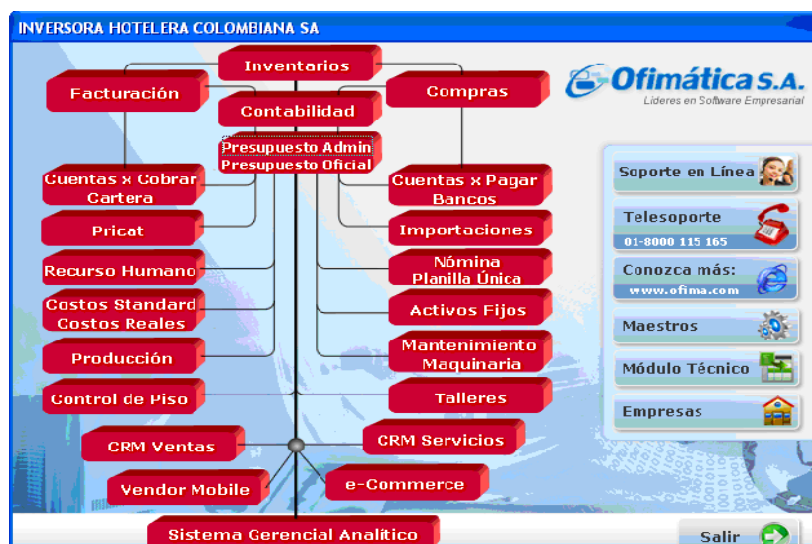 INVERSORA HOTELERA COLOMBIANA SA
Inventarios
Facturación
Compras
Contabilidad
Presupuesto Admin
Presupuesto Oficial
Cuentas x Cobrar
Cartera
Cuentas x Pagar
Bancos
Pricat
Importaciones
Recurso Humano
Nómina
Planilla Única
Costos Standard
Costos Reales
Activos Fijos
Producción
Mantenimiento
Maquinaria
Control de Piso
Talleres
CRM Ventas
CRM Servicios
Vendor Mobile
e-Commerce
Sistema Gerencial Analítico
Ofimática S.A.
Lideres en Software Empresarial
Soporte en Línea
Telesoporte
01-8000 115 165
Conozca más:
www.ofima.com
Maestros
Módulo Técnico
Empresas
Salir